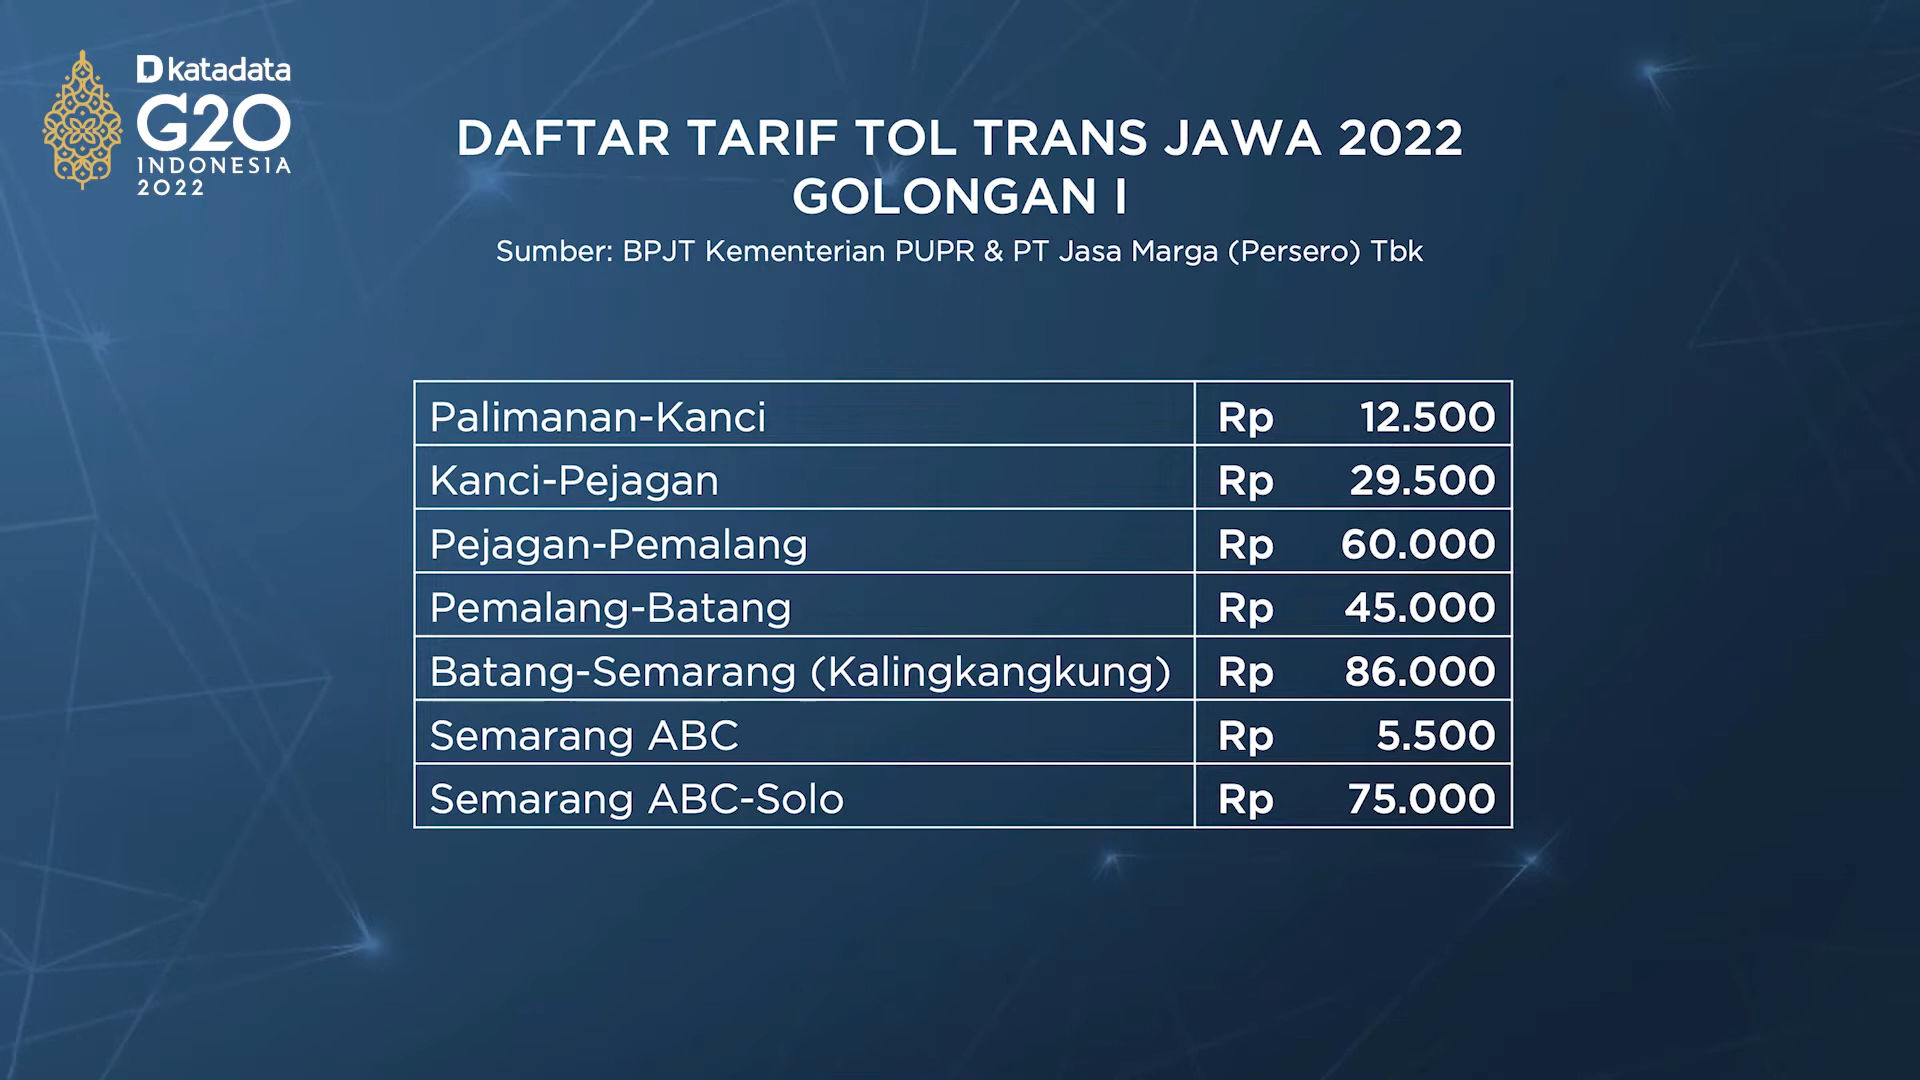 katadata
G20
INDONESIA
2022
DAFTAR TARIF TOL TRANS JAWA 2022
GOLONGAN I
Sumber: BPJT Kementerian PUPR & PT Jasa Marga (Persero) Tbk
Palimanan-Kanci Rp 12.500
Kanci-Pejagan Rp 29.500
Pejagan-Pemalang Rp 60.000
Pemalang-Batang Rp 45.000
Batang-Semarang (Kalingkangkung) Rp 86.000
Semarang ABC Rp 5.500
Semarang ABC-Solo Rp 75.000